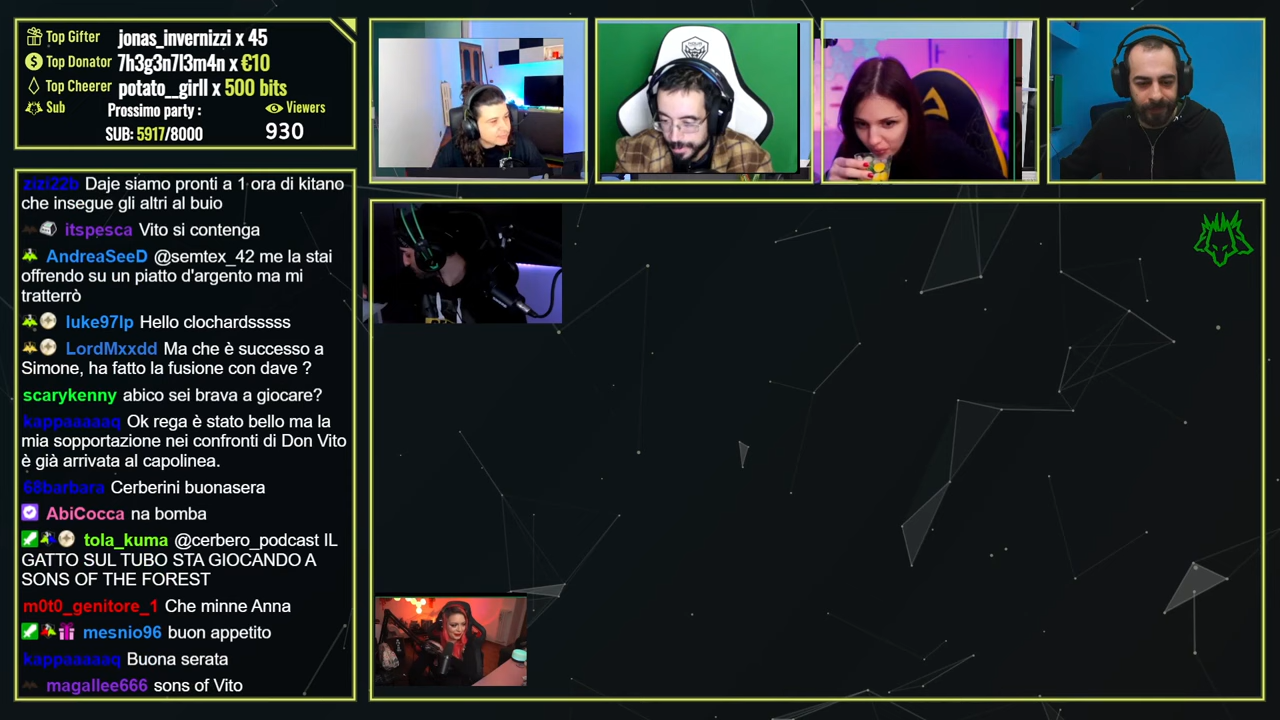 Top Gifter jonas_invernizzi x 45
Top Donator 7h3g3n7l3m4n x €10
Top Cheerer potato__girll x 500 bits
Sub Prossimo party : Viewers
SUB: 5917/8000 930
zizi22b Daje siamo pronti a 1 ora di kitano
che insegue gli altri al buio
itspesca Vito si contenga
AndreaSeeD @semtex_42 me la stai
offrendo su un piatto d'argento ma mi
tratterrò
luke97lp Hello clochardsssss
LordMxxdd Ma che è successo a
Simone, ha fatto la fusione con dave ?
scarykenny abico sei brava a giocare?
kappaaaaaq Ok rega è stato bello ma la
mia sopportazione nei confronti di Don Vito
è già arrivata al capolinea.
68barbara Cerberini buonasera
AbiCocca na bomba
tola_kuma @cerbero_podcast IL
GATTO SUL TUBO STA GIOCANDO A
SONS OF THE FOREST
m0t0_genitore_1 Che minne Anna
mesnio96 buon appetito
kappaaaaaq Buona serata
magallee666 sons of Vito